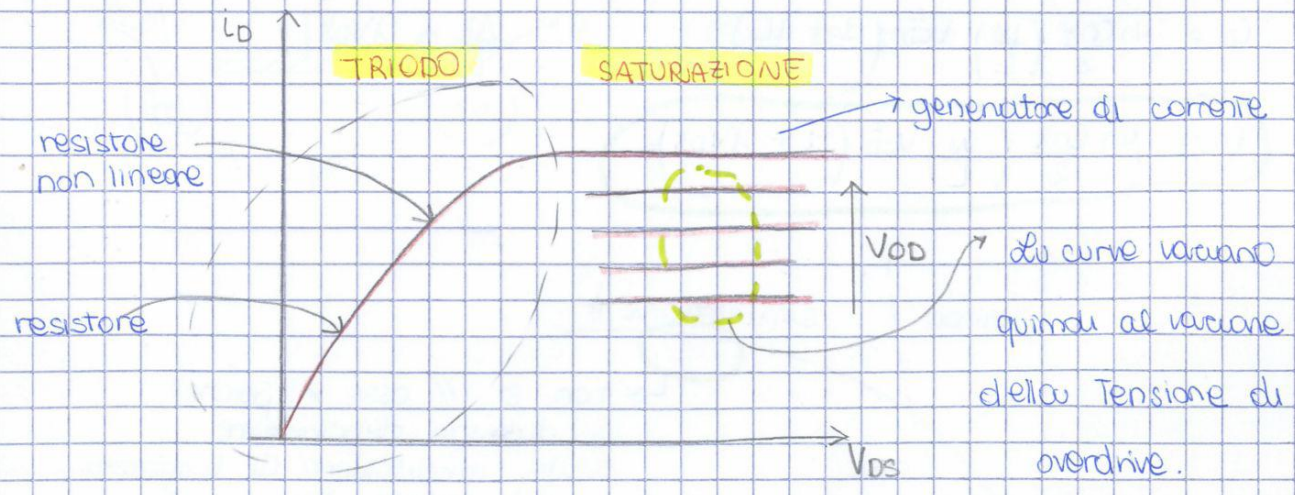 iD
TRIODO
SATURAZIONE
generatore di corrente
resistore
non lineare
VOD
Le curve variano
quindi al variare
della Tensione di
overdrive.
resistore
VDS